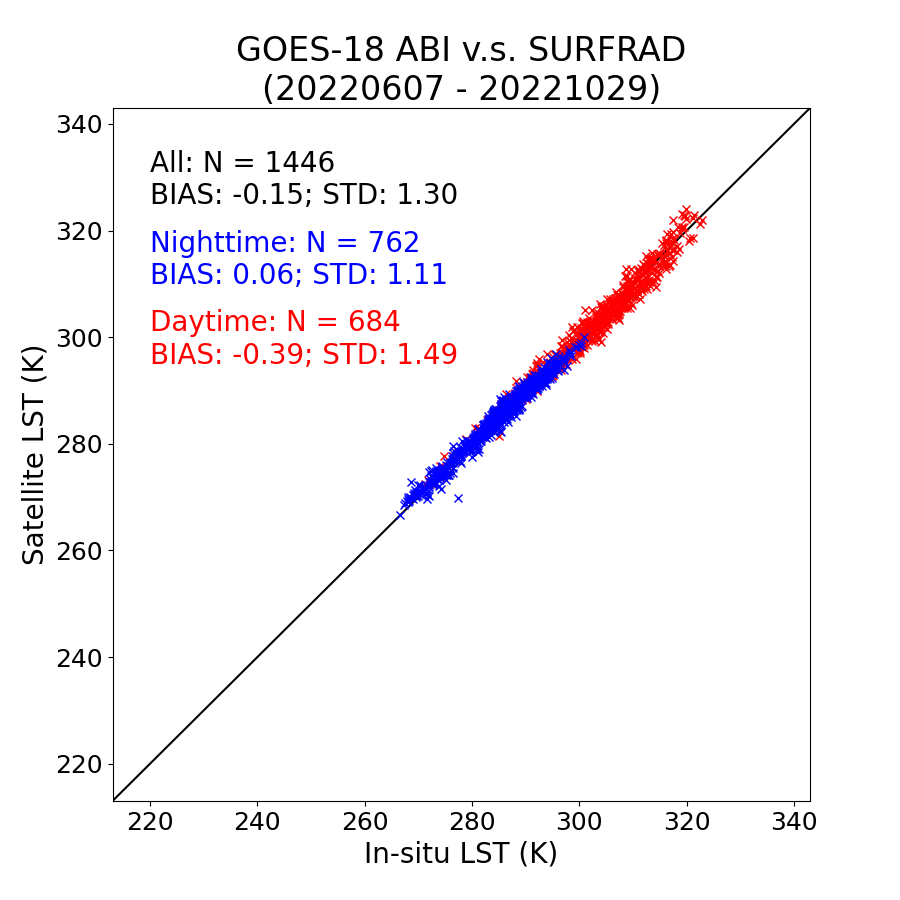 GOES-18 ABI v.s. SURFRAD
(20220607 - 20221029)
All: N = 1446
BIAS: -0.15; STD: 1.30
Nighttime: N = 762
BIAS: 0.06; STD: 1.11
Daytime: N = 684
BIAS: -0.39; STD: 1.49
Satellite LST (K)
340
320
300
280
260
240
220
220 240 260 280 300 320 340
In-situ LST (K)